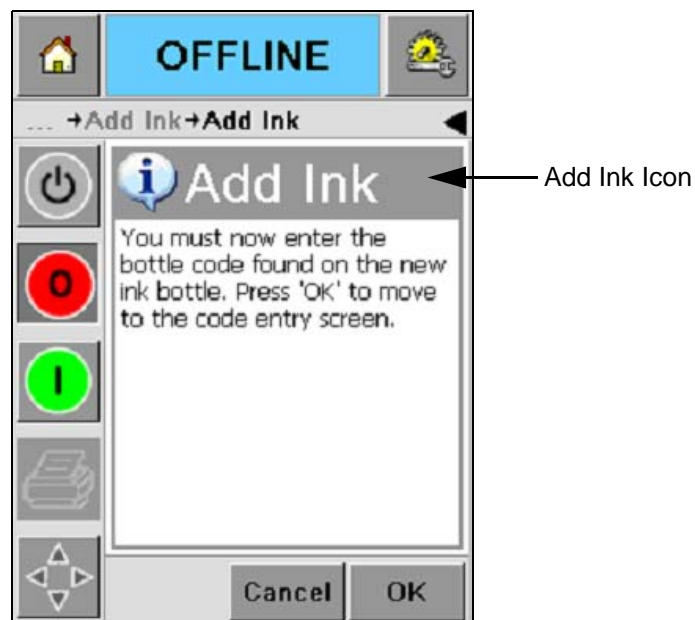 OFFLINE
... →Add Ink→Add Ink
Add Ink
Add Ink Icon
You must now enter the
bottle code found on the new
ink bottle. Press 'OK' to move
to the code entry screen.
O
I
Cancel
OK